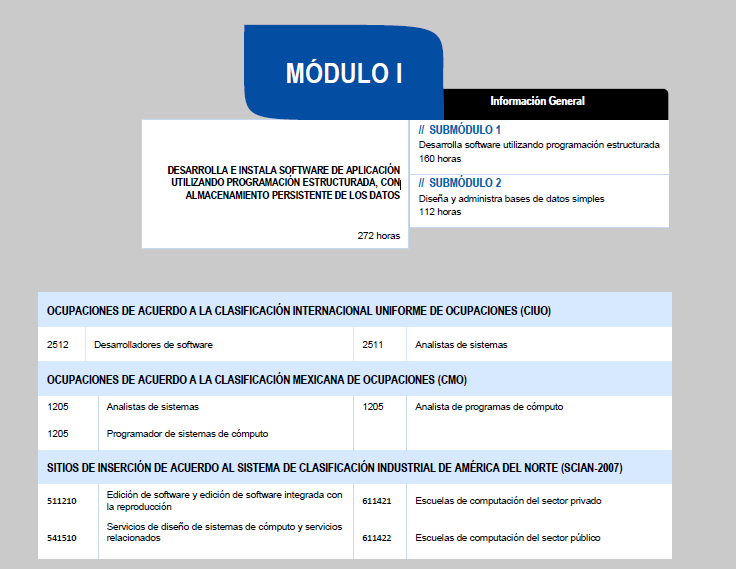 MÓDULO I
Información General
DESARROLLA E INSTALA SOFTWARE DE APLICACIÓN
UTILIZANDO PROGRAMACIÓN ESTRUCTURADA, CON
ALMACENAMIENTO PERSISTENTE DE LOS DATOS
272 horas
// SUBMÓDULO 1
Desarrolla software utilizando programación estructurada
160 horas
// SUBMÓDULO 2
Diseña y administra bases de datos simples
112 horas
OCUPACIONES DE ACUERDO A LA CLASIFICACIÓN INTERNACIONAL UNIFORME DE OCUPACIONES (CIUO)
2512 Desarrolladores de software 2511 Analistas de sistemas
OCUPACIONES DE ACUERDO A LA CLASIFICACIÓN MEXICANA DE OCUPACIONES (CMO)
1205 Analistas de sistemas 1205 Analista de programas de cómputo
1205 Programador de sistemas de cómputo
SITIOS DE INSERCIÓN DE ACUERDO AL SISTEMA DE CLASIFICACIÓN INDUSTRIAL DE AMÉRICA DEL NORTE (SCIAN-2007)
511210 Edición de software y edición de software integrada con
la reproducción
611421 Escuelas de computación del sector privado
541510 Servicios de diseño de sistemas de cómputo y servicios
relacionados
611422 Escuelas de computación del sector público